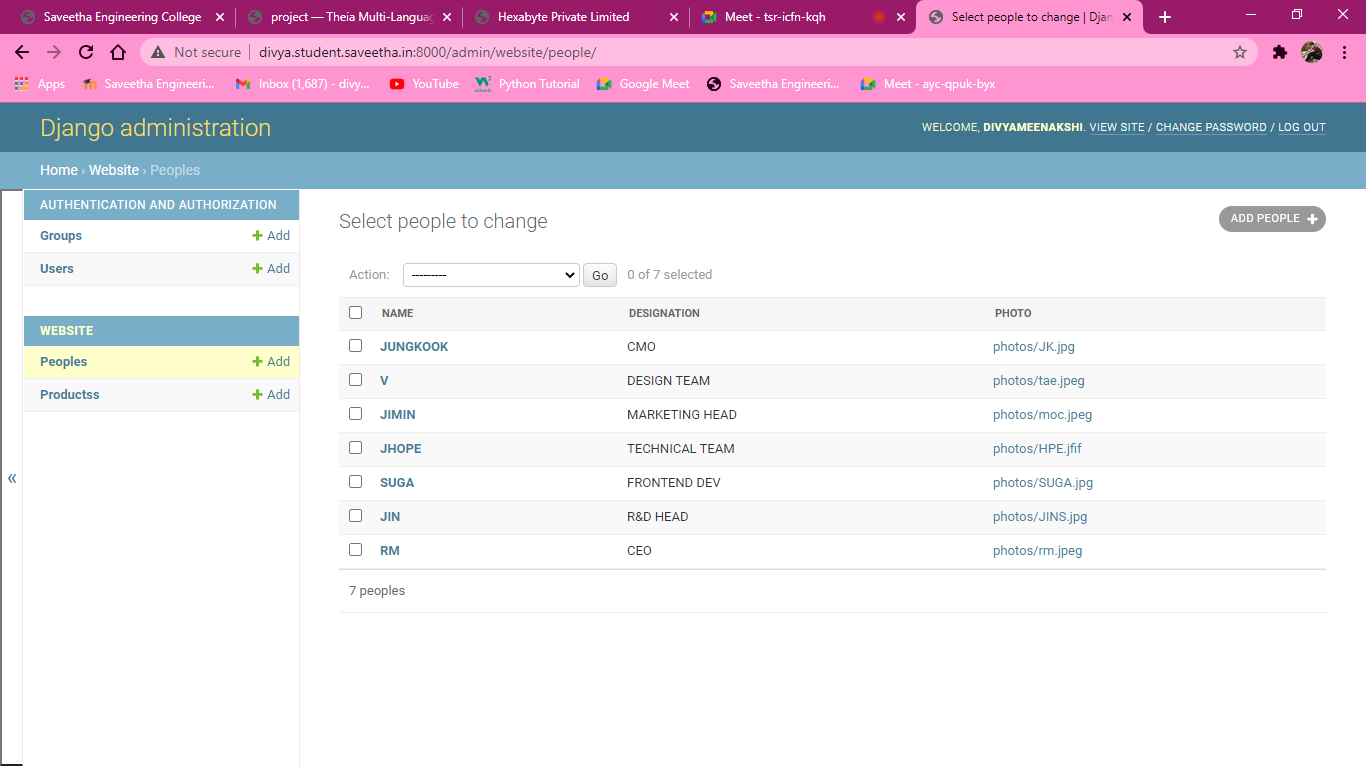 Saveetha Engineering College
project — Theia Multi-Languag
Hexabyte Private Limited
Meet - tsr-icfn-kqh
Select people to change | Djan
Not secure | divya.student.saveetha.in:8000/admin/website/people/
Apps
Saveetha Engineeri...
Inbox (1,687) - divy...
YouTube
Python Tutorial
Google Meet
Saveetha Engineeri...
Meet - ayc-qpuk-byx
Django administration
WELCOME, DIVYAMEENAKSHI. VIEW SITE / CHANGE PASSWORD / LOG OUT
Home › Website › Peoples
AUTHENTICATION AND AUTHORIZATION
Groups + Add
Users + Add
WEBSITE
Peoples + Add
Productss + Add
«
Select people to change
ADD PEOPLE +
Action: --------- Go 0 of 7 selected
NAME DESIGNATION PHOTO
JUNGKOOK CMO photos/JK.jpg
V DESIGN TEAM photos/tae.jpeg
JIMIN MARKETING HEAD photos/moc.jpeg
JHOPE TECHNICAL TEAM photos/HPE.jfif
SUGA FRONTEND DEV photos/SUGA.jpg
JIN R&D HEAD photos/JINS.jpg
RM CEO photos/rm.jpeg
7 peoples